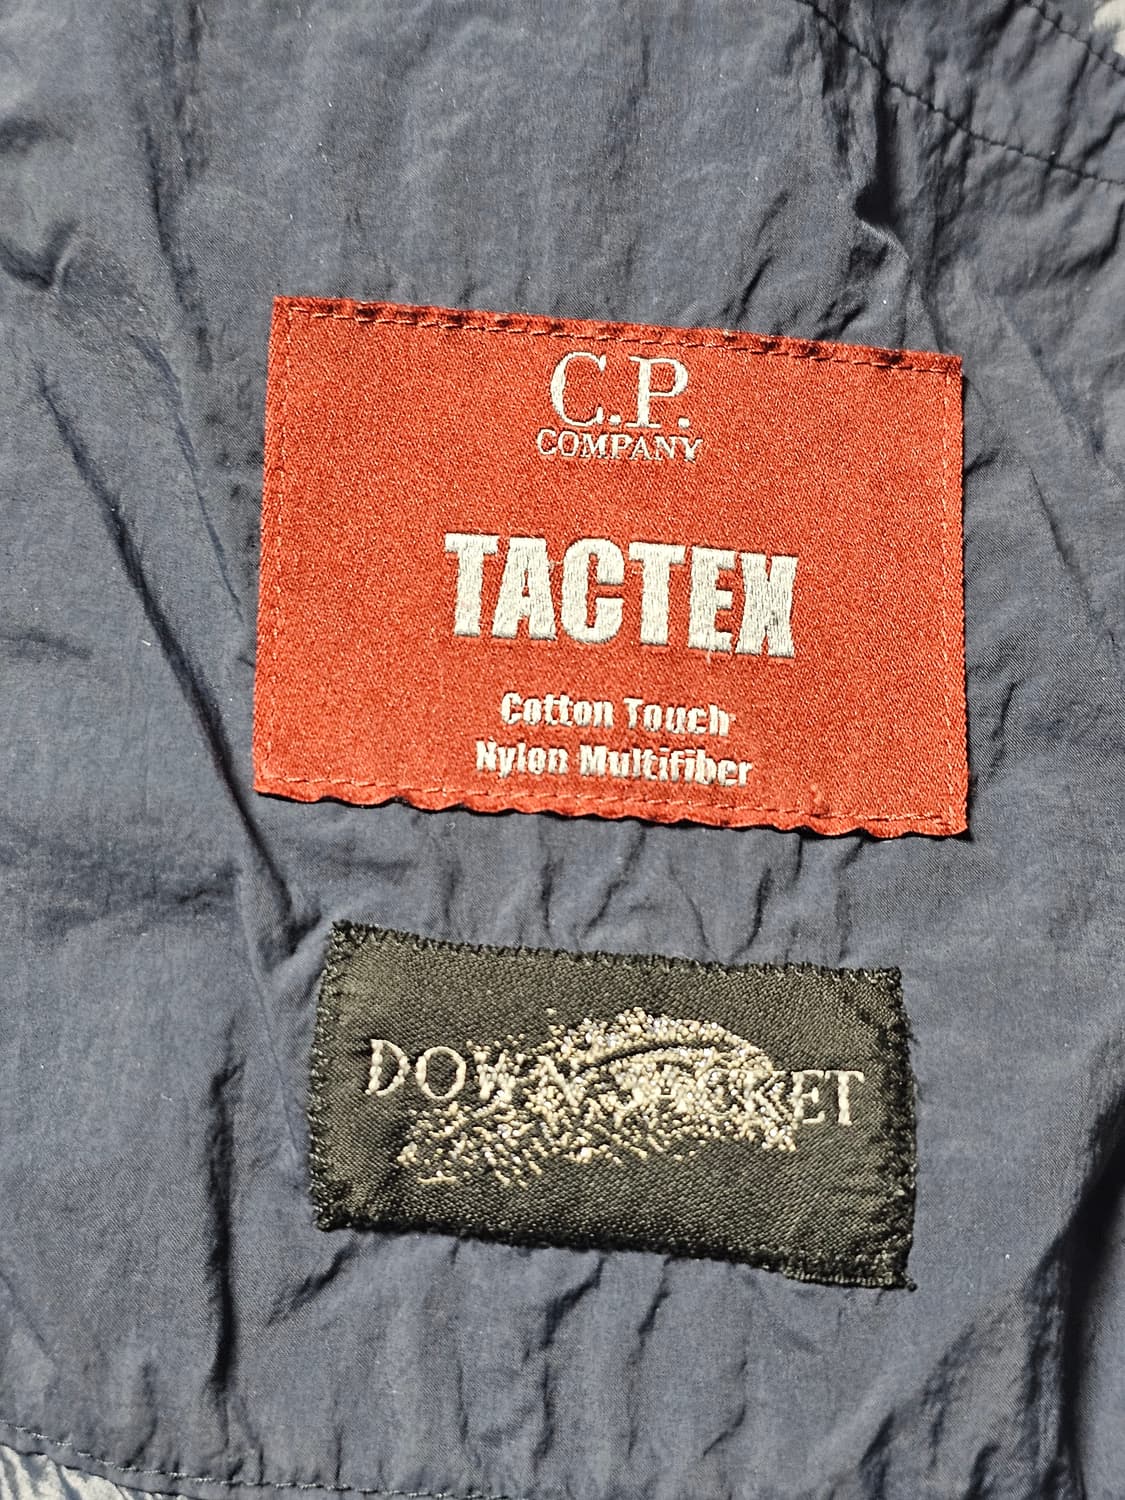 C.P.
COMPANY
TACTEX
Cotton Touch
Nylon Multifiber
DOWN JACKET